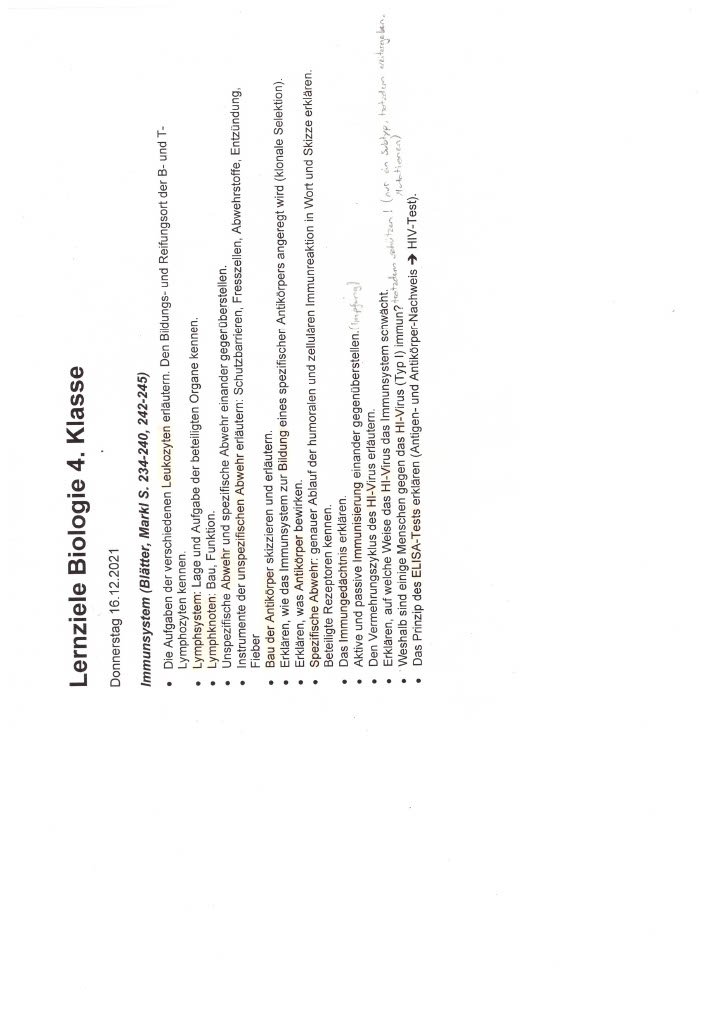 Lernziele Biologie 4. Klasse
Donnerstag 16.12.2021
Immunsystem (Blätter, Markl S. 234-240, 242-245)
• Die Aufgaben der verschiedenen Leukozyten erläutern. Den Bildungs- und Reifungsort der B- und T-
Lymphozyten kennen.
• Lymphsystem: Lage und Aufgabe der beteiligten Organe kennen.
• Lymphknoten: Bau, Funktion.
• Unspezifische Abwehr und spezifische Abwehr einander gegenüberstellen.
• Instrumente der unspezifischen Abwehr erläutern: Schutzbarrieren, Fresszellen, Abwehrstoffe, Entzündung,
Fieber
• Bau der Antikörper skizzieren und erläutern.
• Erklären, wie das Immunsystem zur Bildung eines spezifischer Antikörpers angeregt wird (klonale Selektion).
• Erklären, was Antikörper bewirken.
• Spezifische Abwehr: genauer Ablauf der humoralen und zellulären Immunreaktion in Wort und Skizze erklären.
Beteiligte Rezeptoren kennen.
• Das Immungedächtnis erklären.
• Aktive und passive Immunisierung einander gegenüberstellen. (Impfung)
• Den Vermehrungszyklus des HI-Virus erläutern.
• Erklären, auf welche Weise das HI-Virus das Immunsystem schwächt.
• Weshalb sind einige Menschen gegen das HI-Virus (Typ I) immun? trotzdem schützen! (nur ein Subtyp, trotzdem weitergeben,
Mutationen)
• Das Prinzip des ELISA-Tests erklären (Antigen- und Antikörper-Nachweis → HIV-Test).